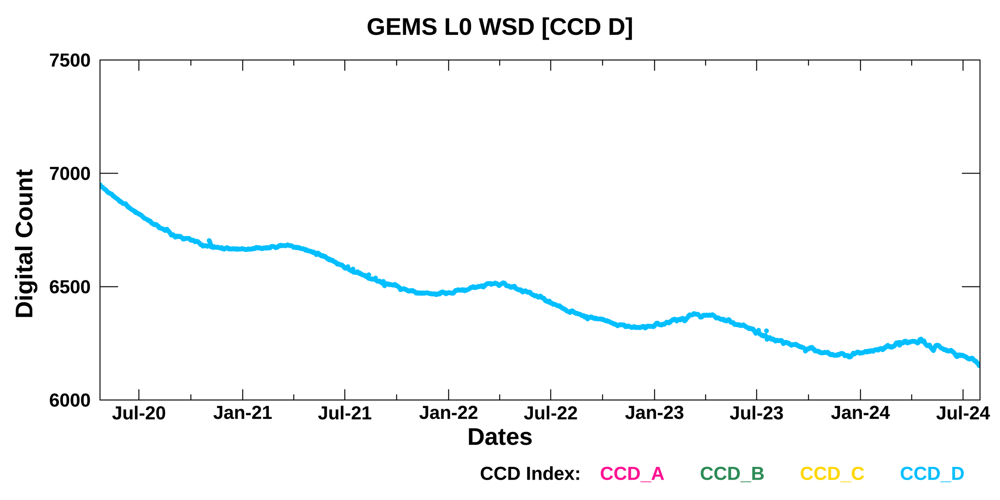 GEMS L0 WSD [CCD D]
7500
7000
6500
6000
Digital Count
Jul-20 Jan-21 Jul-21 Jan-22 Jul-22 Jan-23 Jul-23 Jan-24 Jul-24
Dates
CCD Index: CCD_A CCD_B CCD_C CCD_D